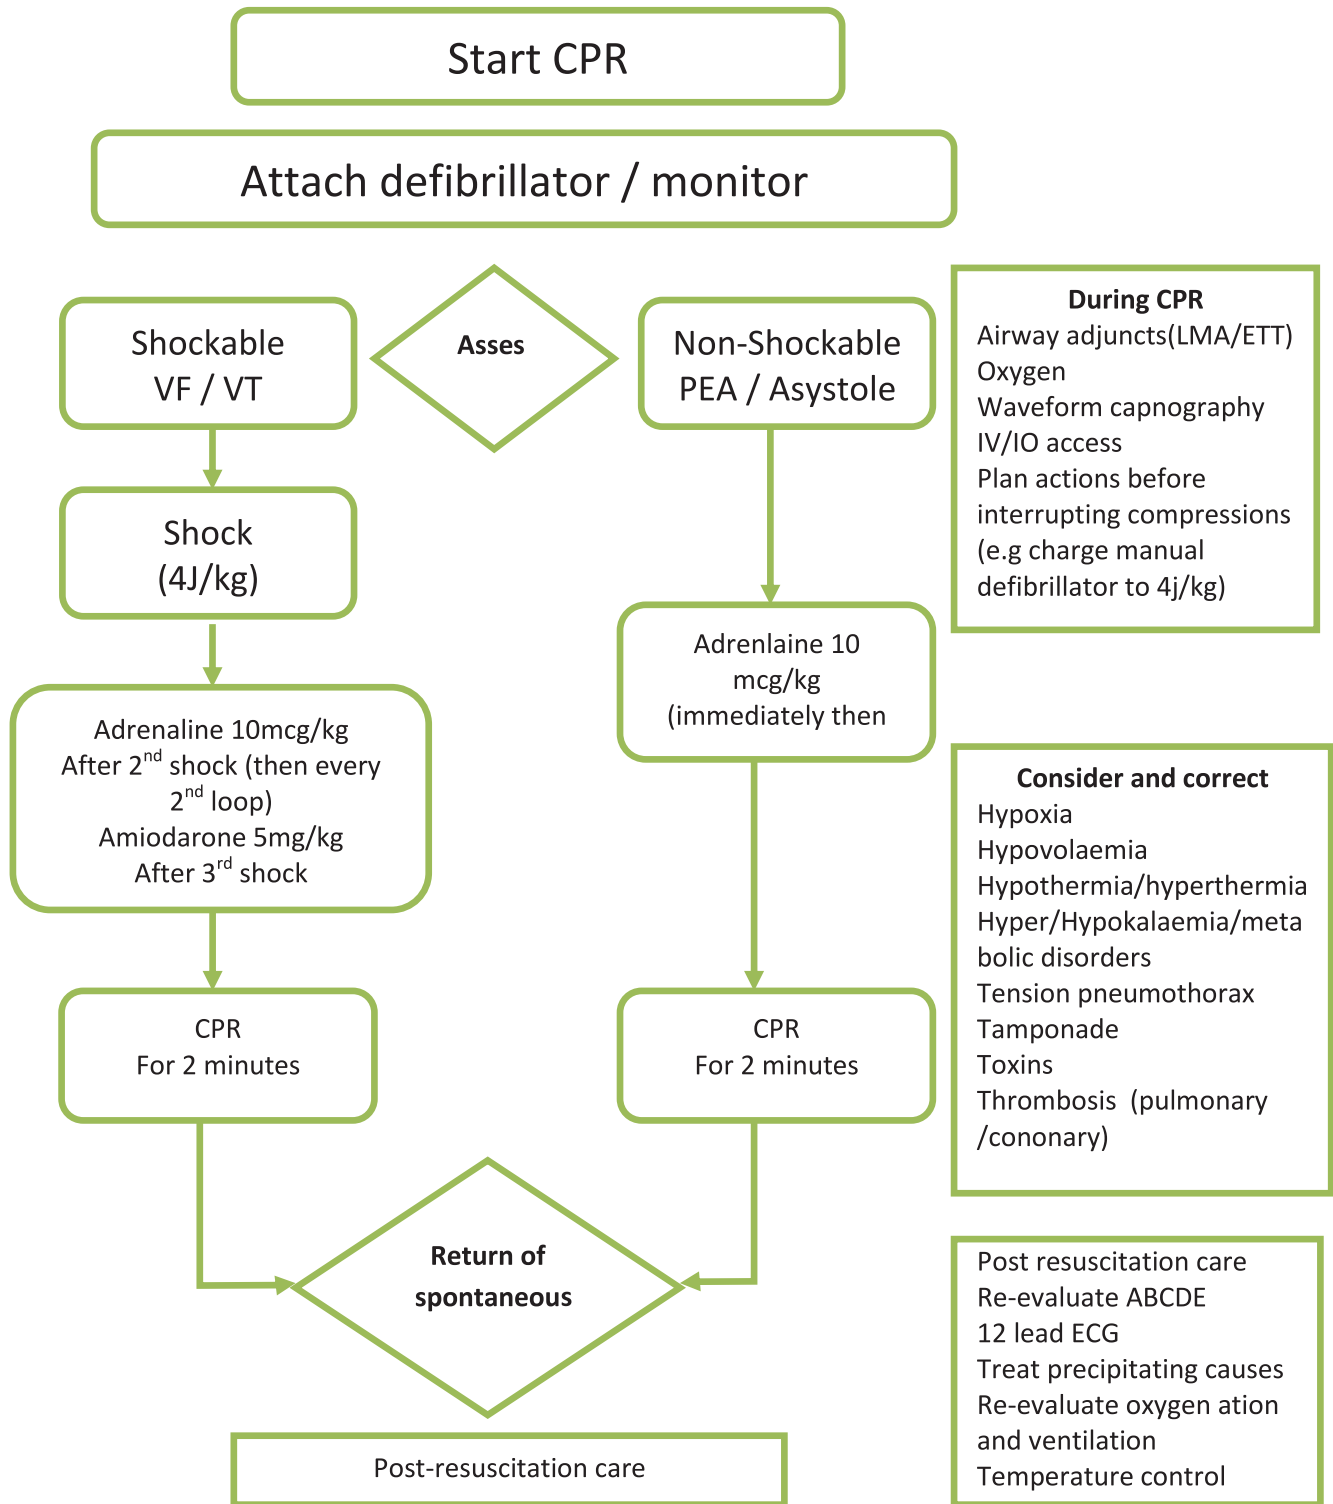 Start CPR
Attach defibrillator / monitor
Asses
Shockable
VF / VT
Non-Shockable
PEA / Asystole
Shock
(4J/kg)
Adrenlaine 10
mcg/kg
(immediately then
Adrenaline 10mcg/kg
After 2nd shock (then every
2nd loop)
Amiodarone 5mg/kg
After 3rd shock
CPR
For 2 minutes
CPR
For 2 minutes
Return of
spontaneous
Post-resuscitation care
During CPR
Airway adjuncts(LMA/ETT)
Oxygen
Waveform capnography
IV/IO access
Plan actions before
interrupting compressions
(e.g charge manual
defibrillator to 4j/kg)
Consider and correct
Hypoxia
Hypovolaemia
Hypothermia/hyperthermia
Hyper/Hypokalaemia/meta
bolic disorders
Tension pneumothorax
Tamponade
Toxins
Thrombosis (pulmonary
/cononary)
Post resuscitation care
Re-evaluate ABCDE
12 lead ECG
Treat precipitating causes
Re-evaluate oxygen ation
and ventilation
Temperature control